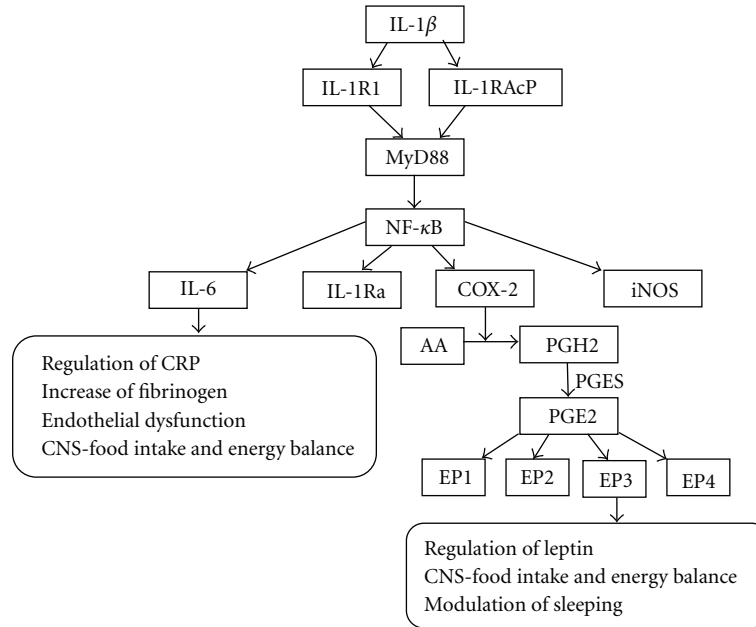 IL-1β
IL-1R1
IL-1RAcP
MyD88
NF-κB
IL-6
IL-1Ra
COX-2
iNOS
AA
PGH2
PGES
PGE2
EP1
EP2
EP3
EP4
Regulation of CRP
Increase of fibrinogen
Endothelial dysfunction
CNS-food intake and energy balance
Regulation of leptin
CNS-food intake and energy balance
Modulation of sleeping